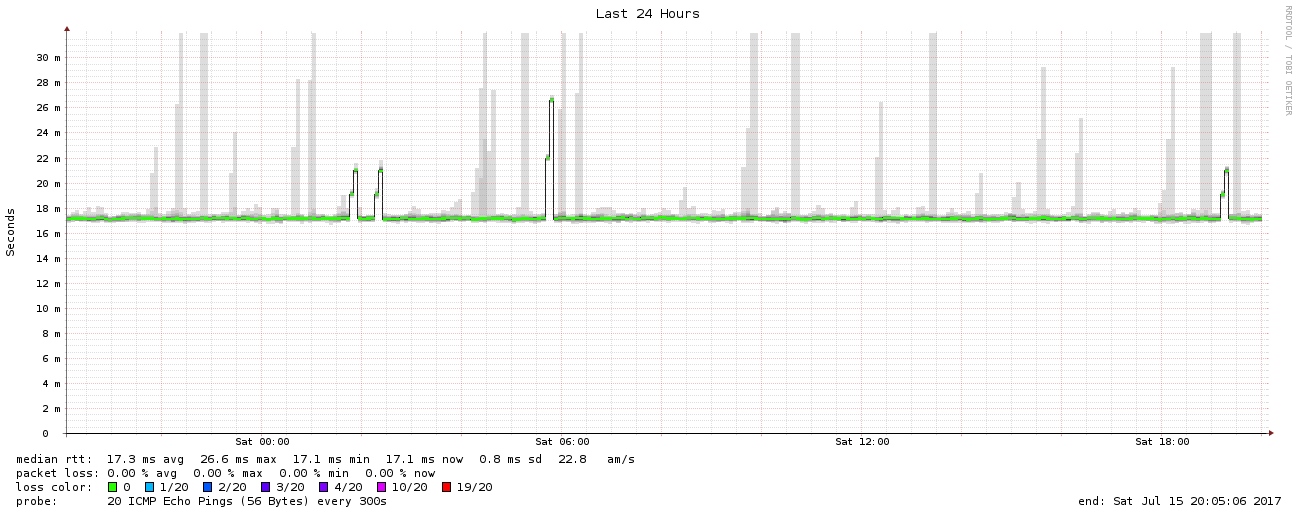 Last 24 Hours
RRDTOOL / TOBI OETIKER
Seconds
30 m
28 m
26 m
24 m
22 m
20 m
18 m
16 m
14 m
12 m
10 m
8 m
6 m
4 m
2 m
0
Sat 00:00 Sat 06:00 Sat 12:00 Sat 18:00
median rtt: 17.3 ms avg 26.6 ms max 17.1 ms min 17.1 ms now 0.8 ms sd 22.8 am/s
packet loss: 0.00 % avg 0.00 % max 0.00 % min 0.00 % now
loss color: 0 1/20 2/20 3/20 4/20 10/20 19/20
probe: 20 ICMP Echo Pings (56 Bytes) every 300s end: Sat Jul 15 20:05:06 2017